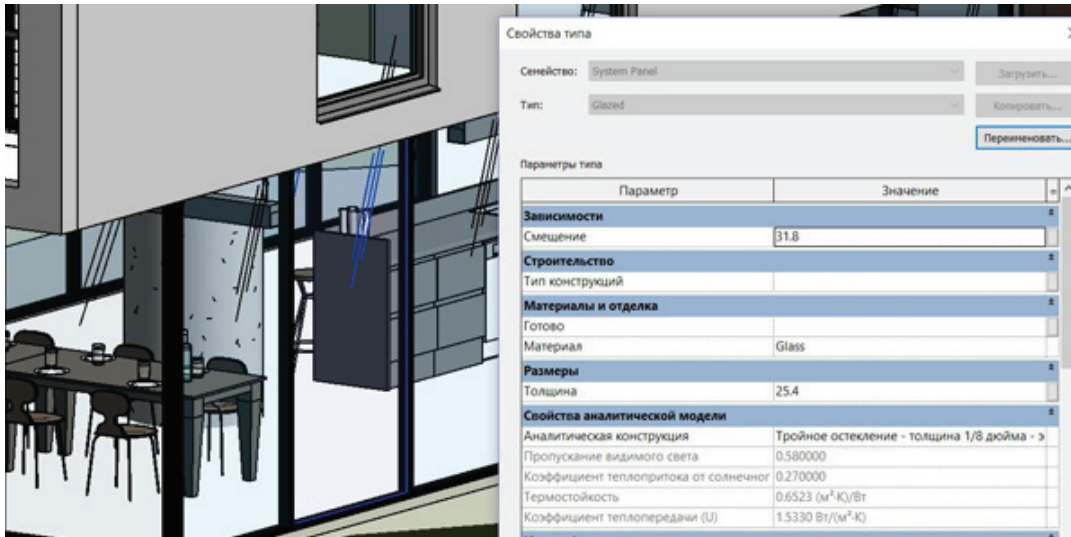 Свойства типа
Семейство: System Panel Загрузить...
Тип: Glazed Копировать...
Переименовать...
Параметры типа
Параметр Значение =
Зависимости
Смещение 31.8
Строительство
Тип конструкций
Материалы и отделка
Готово
Материал Glass
Размеры
Толщина 25.4
Свойства аналитической модели
Аналитическая конструкция Тройное остекление - толщина 1/8 дюйма -
Пропускание видимого света 0.580000
Коэффициент теплопритока от солнечног 0.270000
Термостойкость 0.6523 (м²·К)/Вт
Коэффициент теплопередачи (U) 1.5330 Вт/(м²·К)